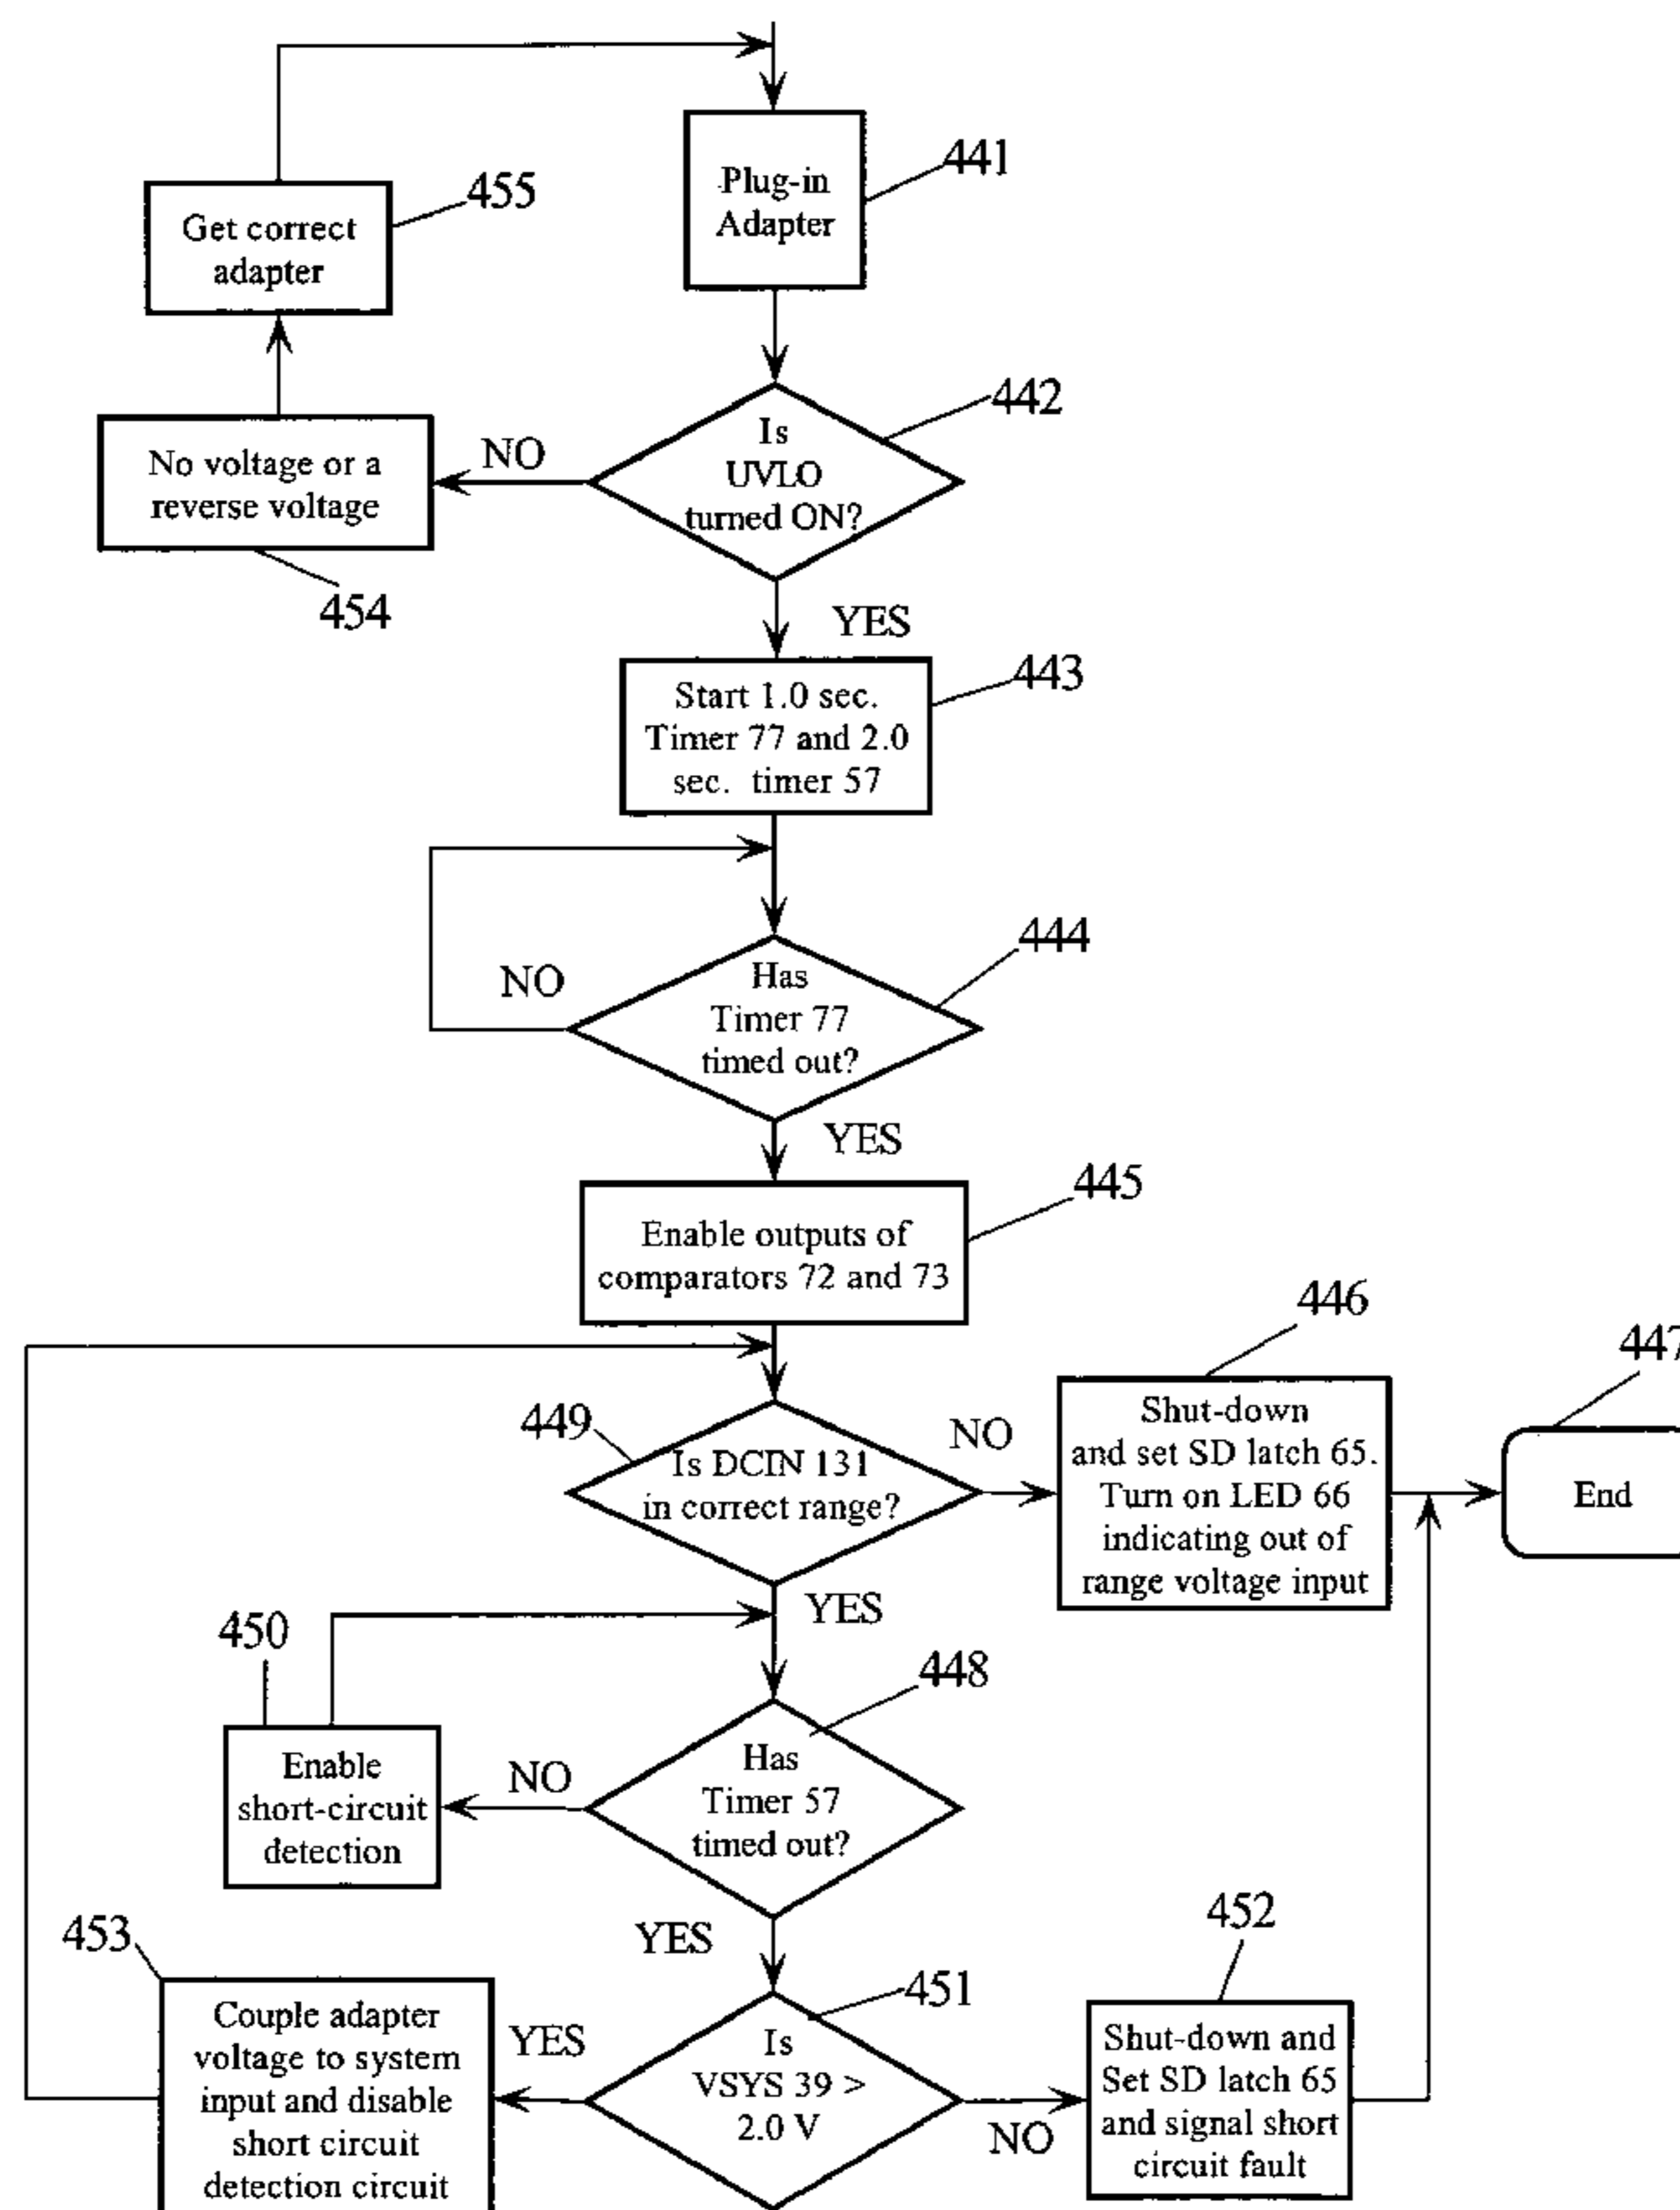 Plug-in
Adapter
441
Get correct
adapter
455
Is
UVLO
turned ON?
442
NO
No voltage or a
reverse voltage
454
YES
Start 1.0 sec.
Timer 77 and 2.0
sec. timer 57
443
Has
Timer 77
timed out?
444
NO
YES
Enable outputs of
comparators 72 and 73
445
449
Is DCIN 131
in correct range?
NO
446
Shut-down
and set SD latch 65.
Turn on LED 66
indicating out of
range voltage input
447
End
YES
450
Enable
short-circuit
detection
NO
448
Has
Timer 57
timed out?
YES
453
Couple adapter
voltage to system
input and disable
short circuit
detection circuit
YES
451
Is
VSYS 39 >
2.0 V
NO
452
Shut-down and
Set SD latch 65
and signal short
circuit fault